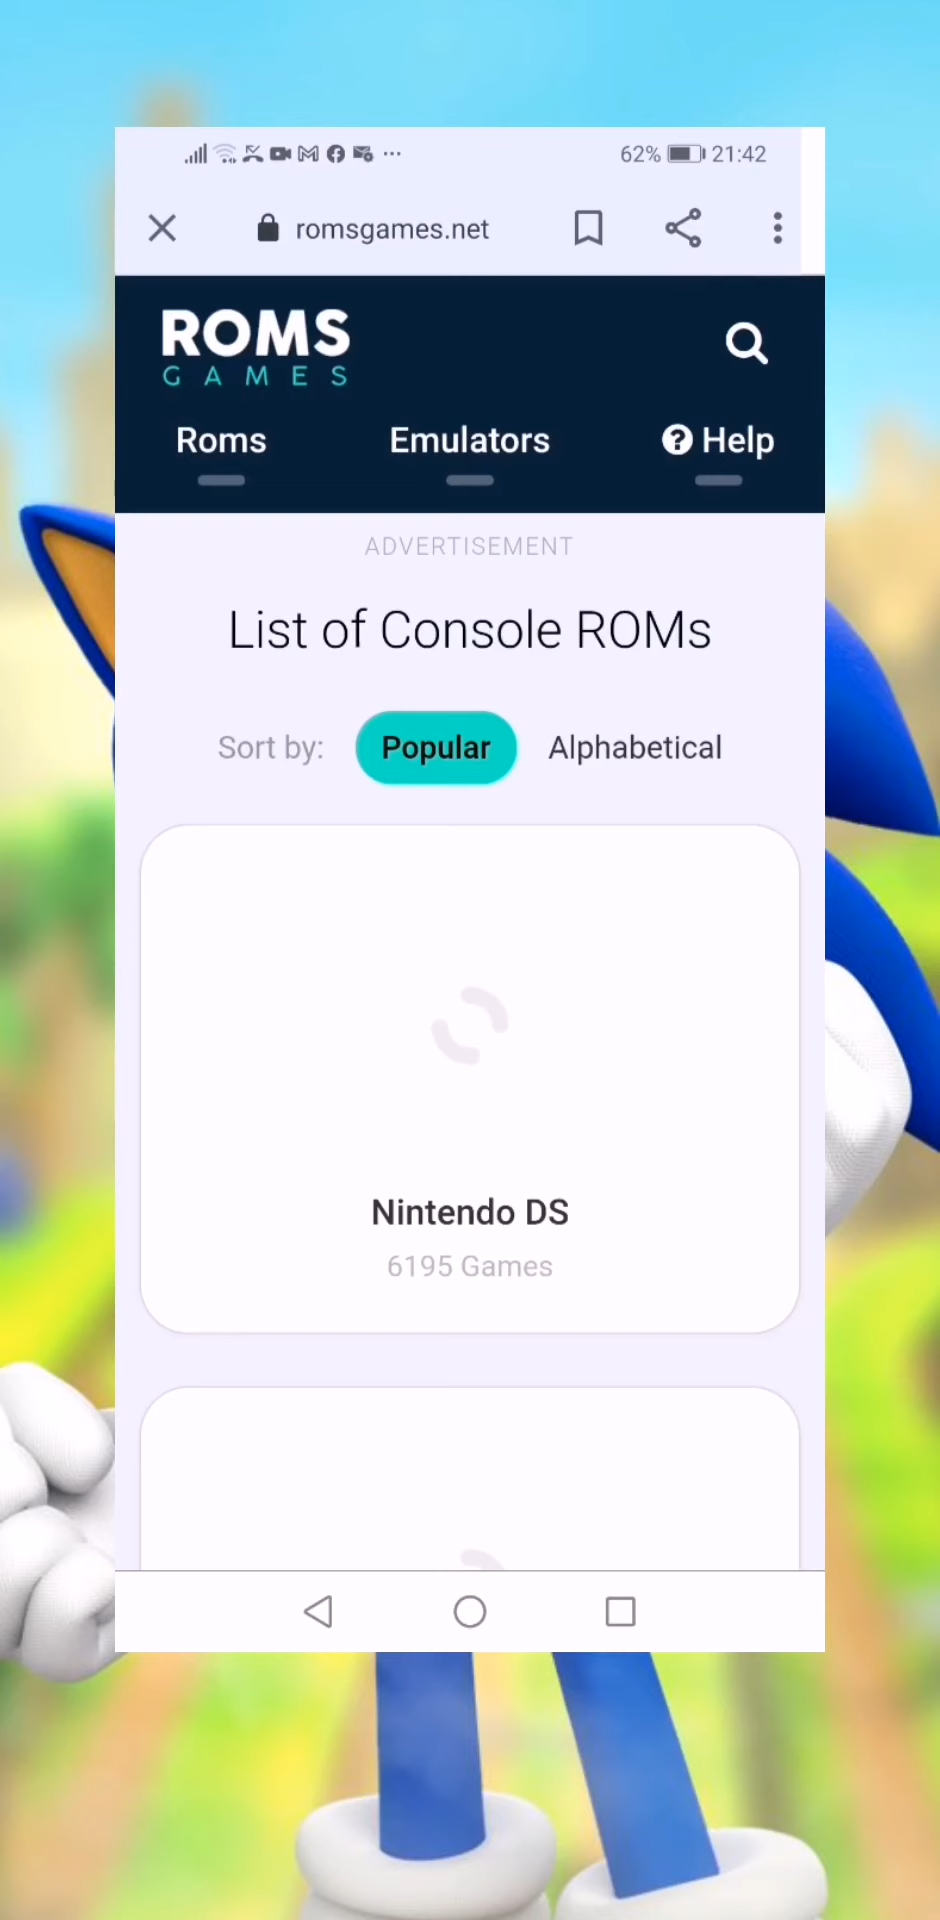 62% 21:42
romsgames.net
ROMS
GAMES
Roms Emulators Help
ADVERTISEMENT
List of Console ROMs
Sort by: Popular Alphabetical
Nintendo DS
6195 Games